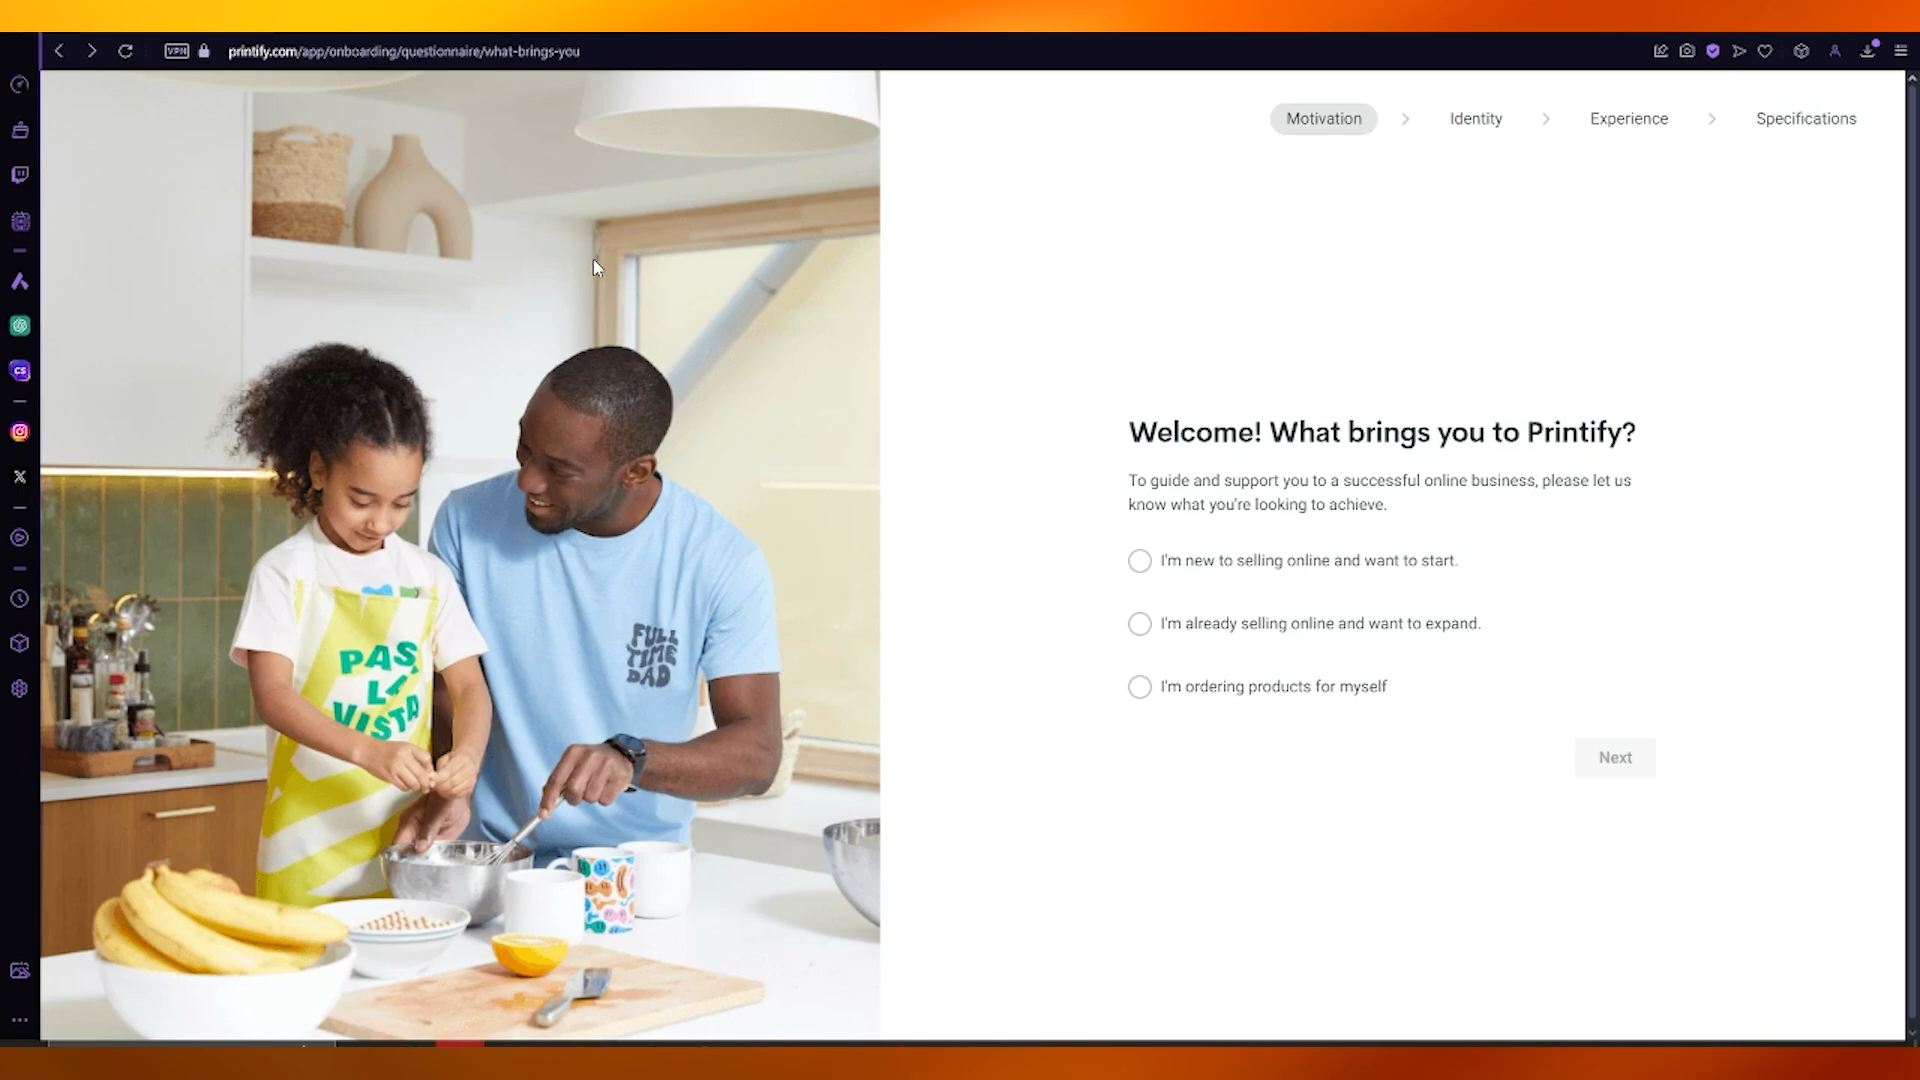 VPN
printify.com/app/onboarding/questionnaire/what-brings-you
CS
Motivation
Identity
Experience
Specifications
FULL
TIME
DAD
PAS
VISTA
Welcome! What brings you to Printify?
To guide and support you to a successful online business, please let us
know what you're looking to achieve.
I'm new to selling online and want to start.
I'm already selling online and want to expand.
I'm ordering products for myself
Next